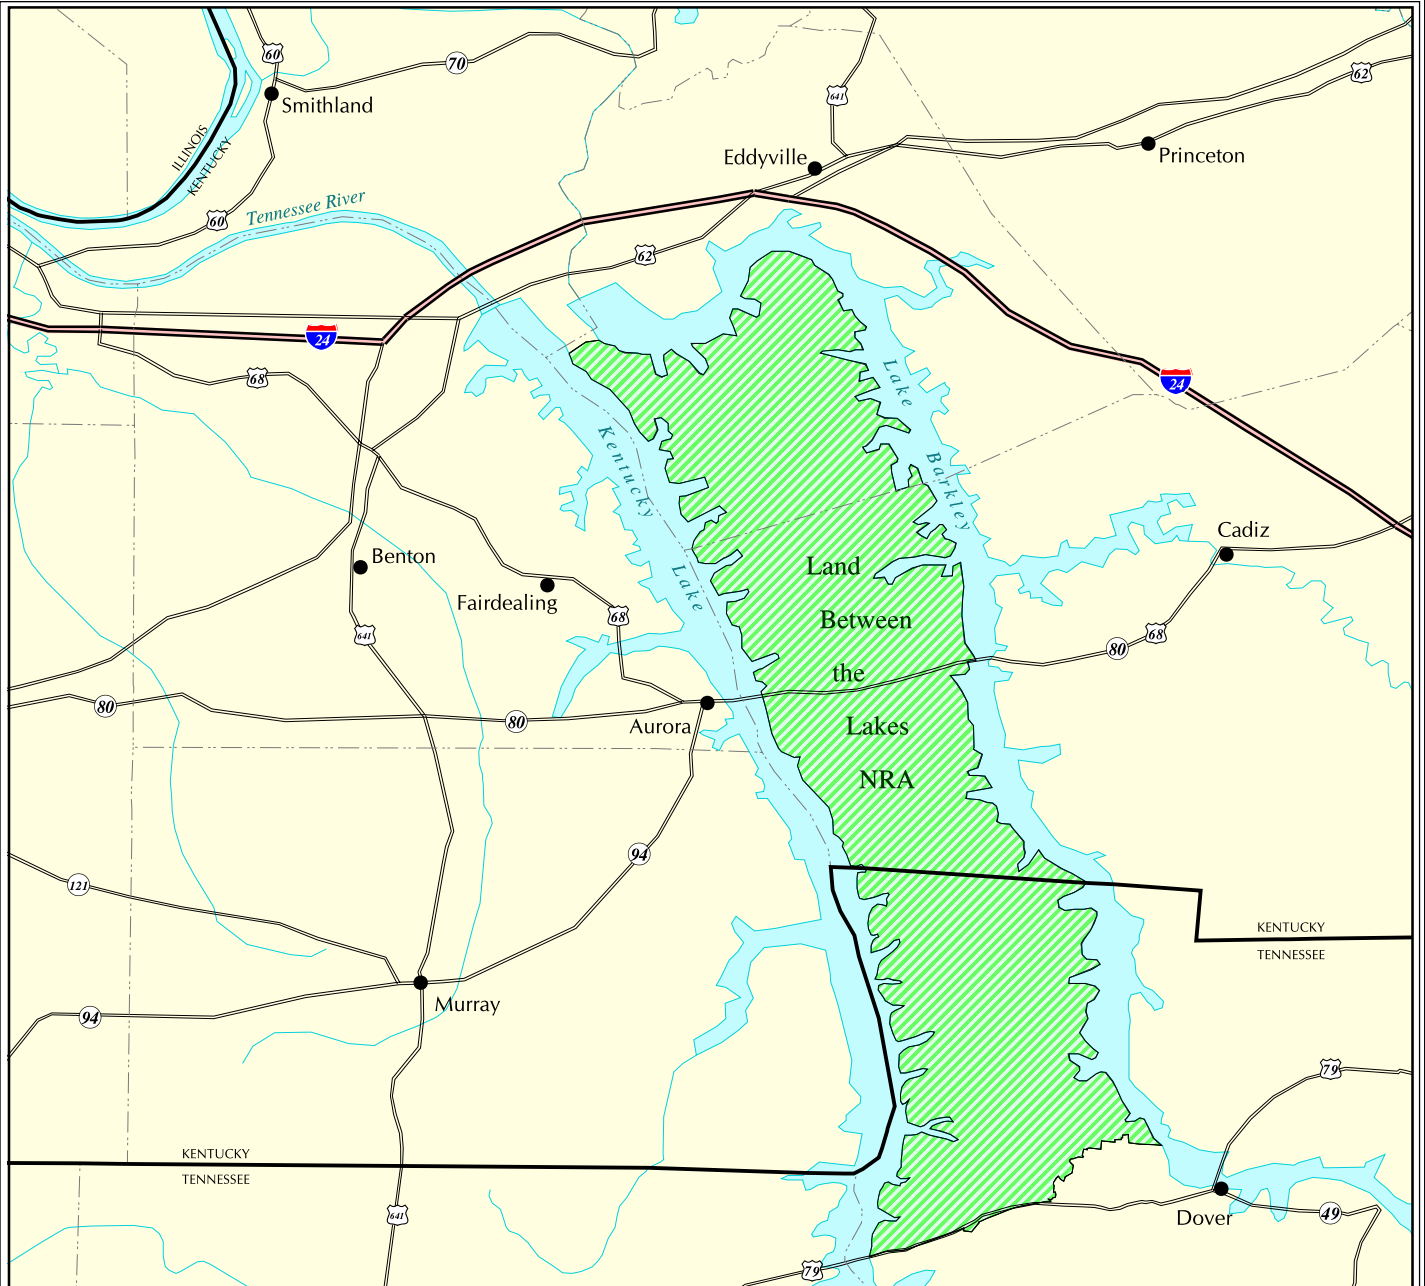 60
70
62
641
Smithland
ILLINOIS
KENTUCKY
Eddyville
Princeton
60
Tennessee River
62
24
68
Lake
Barkley
24
Kentucky
Lake
Cadiz
Benton
Fairdealing
68
641
Land
Between
the
Lakes
NRA
68
80
80
80
Aurora
94
121
KENTUCKY
TENNESSEE
Murray
94
79
KENTUCKY
TENNESSEE
641
Dover
49
79